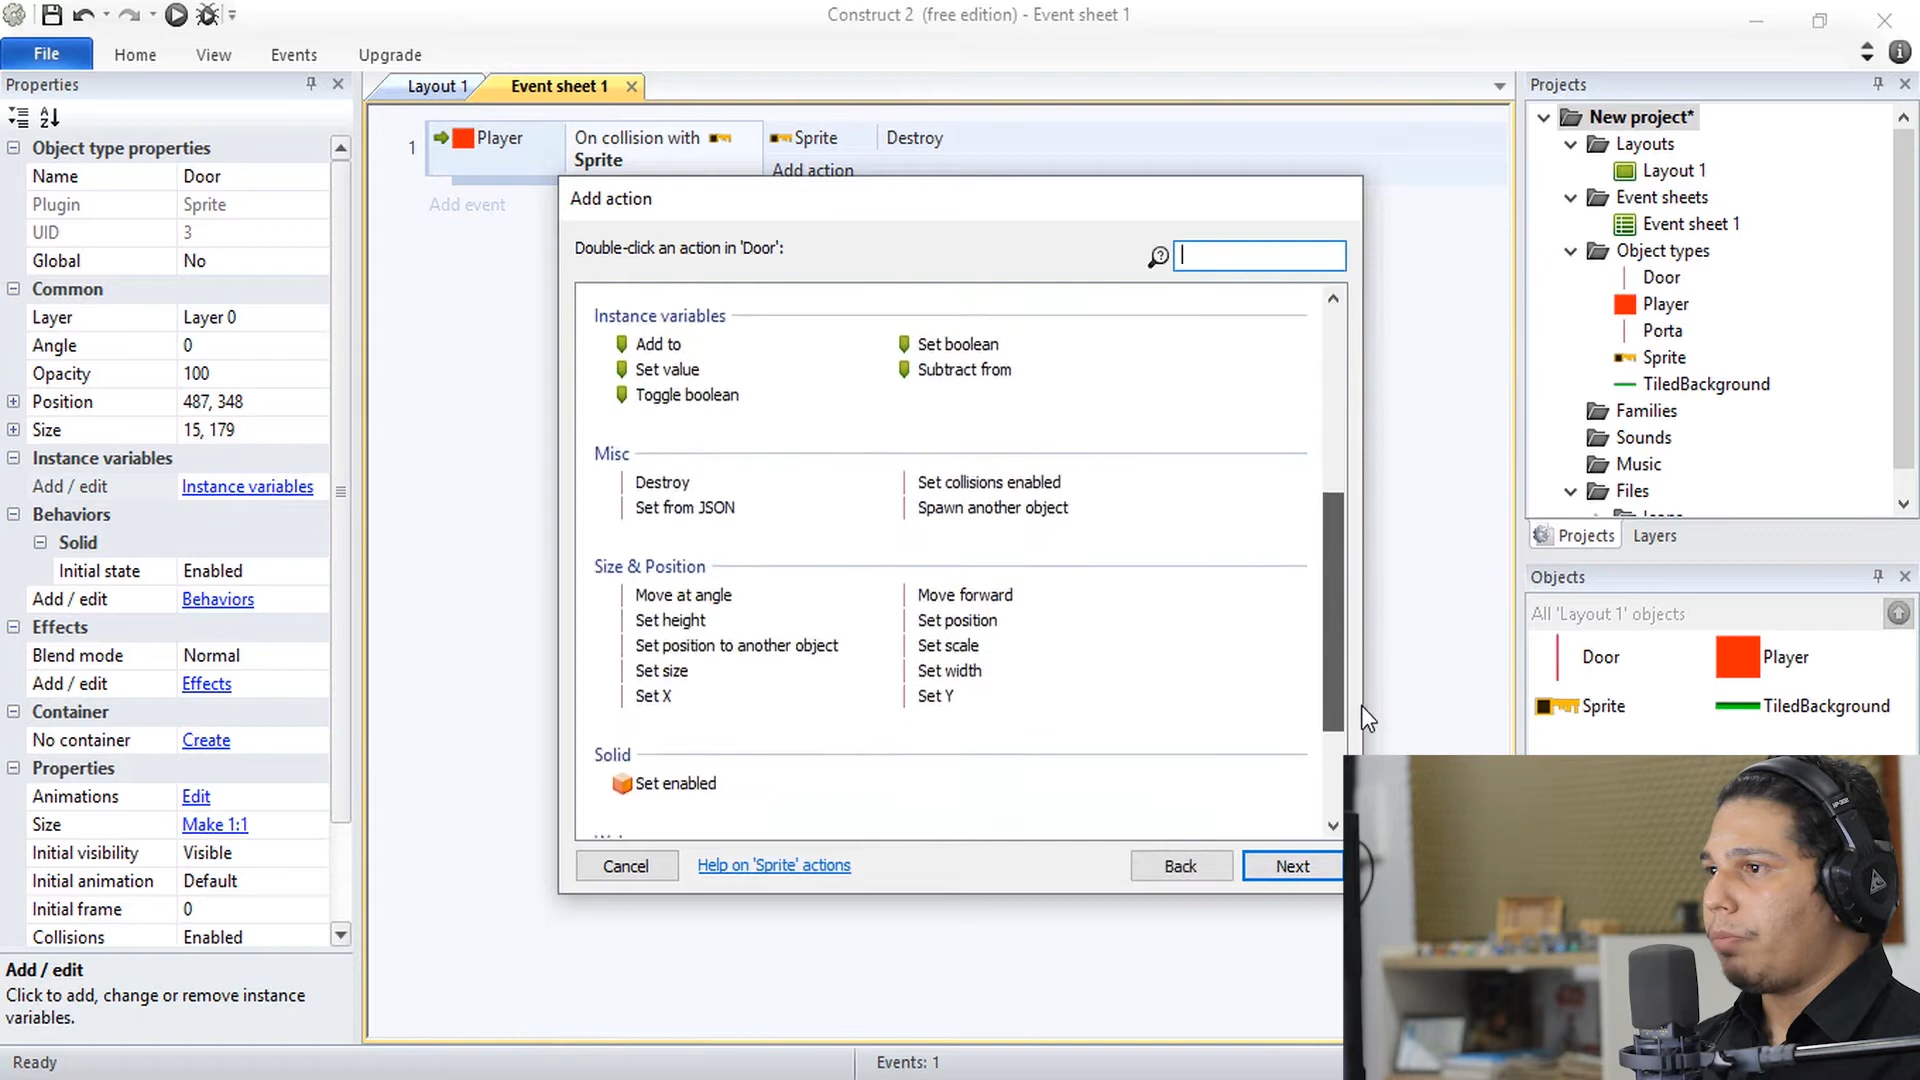 Construct 2 (free edition) - Event sheet 1
File Home View Events Upgrade
Properties
Object type properties
Name Door
Plugin Sprite
UID 3
Global No
Common
Layer Layer 0
Angle 0
Opacity 100
Position 487, 348
Size 15, 179
Instance variables
Add / edit Instance variables
Behaviors
Solid
Initial state Enabled
Add / edit Behaviors
Effects
Blend mode Normal
Add / edit Effects
Container
No container Create
Properties
Animations Edit
Size Make 1:1
Initial visibility Visible
Initial animation Default
Initial frame 0
Collisions Enabled
Add / edit
Click to add, change or remove instance
variables.
Ready
Layout 1 Event sheet 1
1 Player On collision with Sprite Sprite Destroy
Add action
Add event
Add action
Double-click an action in 'Door':
Instance variables
Add to Set boolean
Set value Subtract from
Toggle boolean
Misc
Destroy Set collisions enabled
Set from JSON Spawn another object
Size & Position
Move at angle Move forward
Set height Set position
Set position to another object Set scale
Set size Set width
Set X Set Y
Solid
Set enabled
Cancel Help on 'Sprite' actions Back Next
Events: 1
Projects
New project*
Layouts
Layout 1
Event sheets
Event sheet 1
Object types
Door
Player
Porta
Sprite
TiledBackground
Families
Sounds
Music
Files
Projects Layers
Objects
All 'Layout 1' objects
Door Player
Sprite TiledBackground